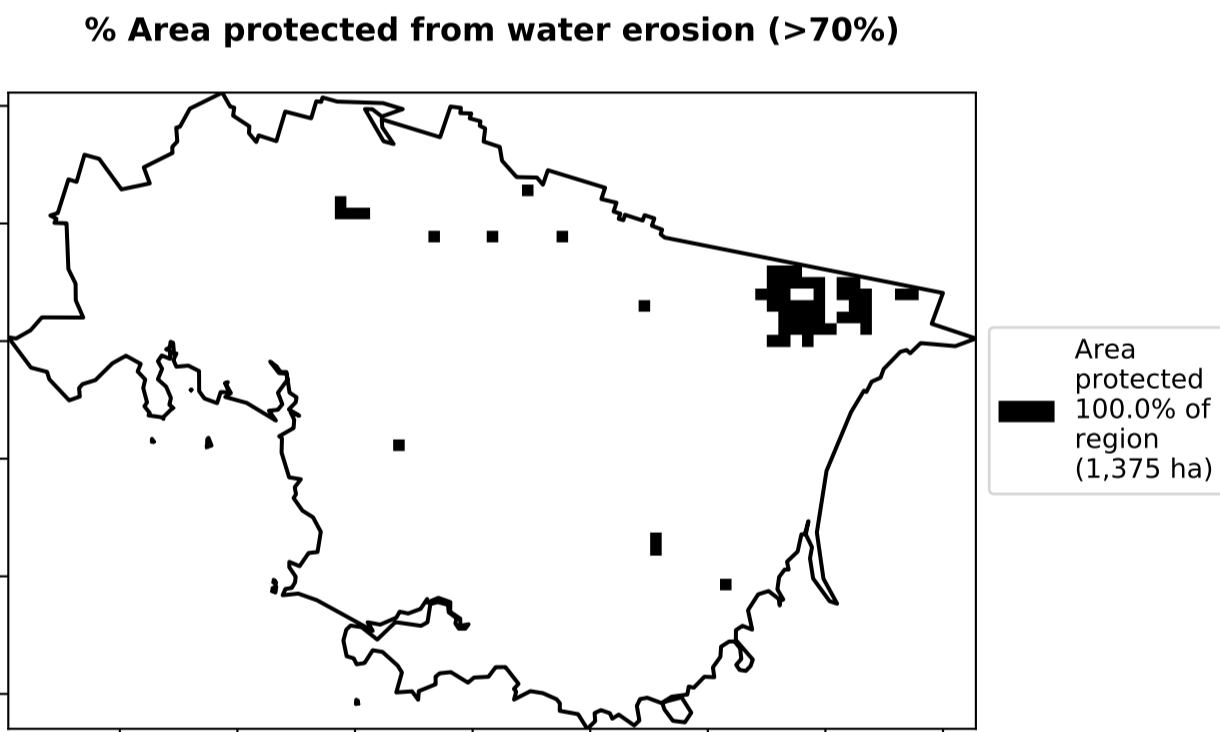 % Area protected from water erosion (>70%)
Area
protected
100.0% of
region
(1,375 ha)